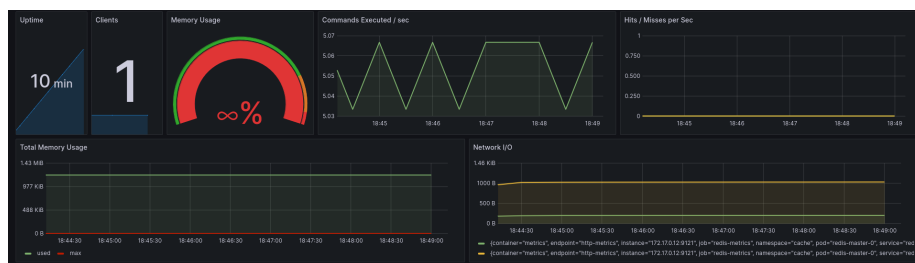 Uptime
10 min
Clients
1
Memory Usage
∞%
Commands Executed / sec
5.07
5.06
5.05
5.04
5.03
18:45 18:46 18:47 18:48 18:49
Hits / Misses per Sec
1
0.750
0.500
0.250
0
18:45 18:46 18:47 18:48 18:49
Total Memory Usage
1.43 MiB
977 KiB
488 KiB
0 B
18:44:30 18:45:00 18:45:30 18:46:00 18:46:30 18:47:00 18:47:30 18:48:00 18:48:30 18:49:00
used max
Network I/O
1.46 KiB
1000 B
500 B
0 B
18:44:30 18:45:00 18:45:30 18:46:00 18:46:30 18:47:00 18:47:30 18:48:00 18:48:30 18:49:00
{container="metrics", endpoint="http-metrics", instance="172.17.0.12:9121", job="redis-metrics", namespace="cache", pod="redis-master-0", service="red
{container="metrics", endpoint="http-metrics", instance="172.17.0.12:9121", job="redis-metrics", namespace="cache", pod="redis-master-0", service="red